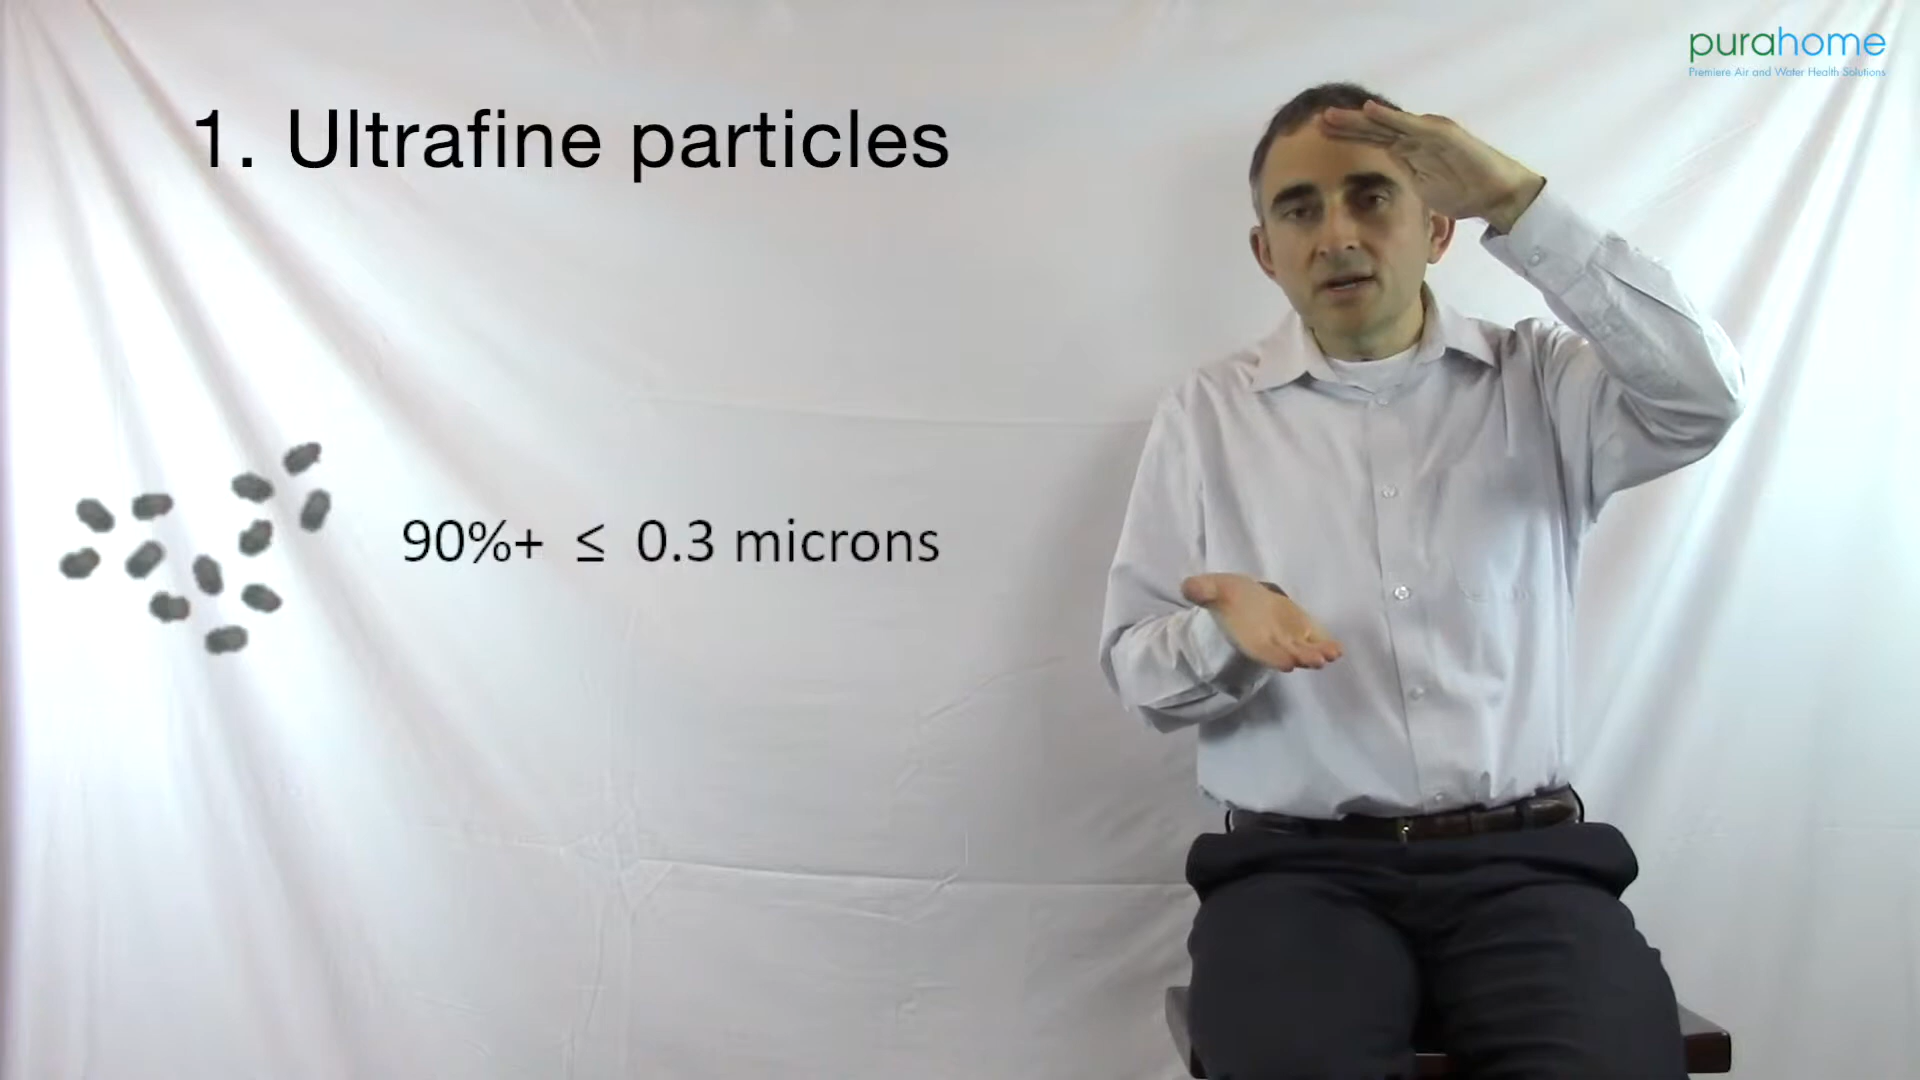 purahome
Premiere Air and Water Health Solutions
1. Ultrafine particles
90%+ ≤ 0.3 microns